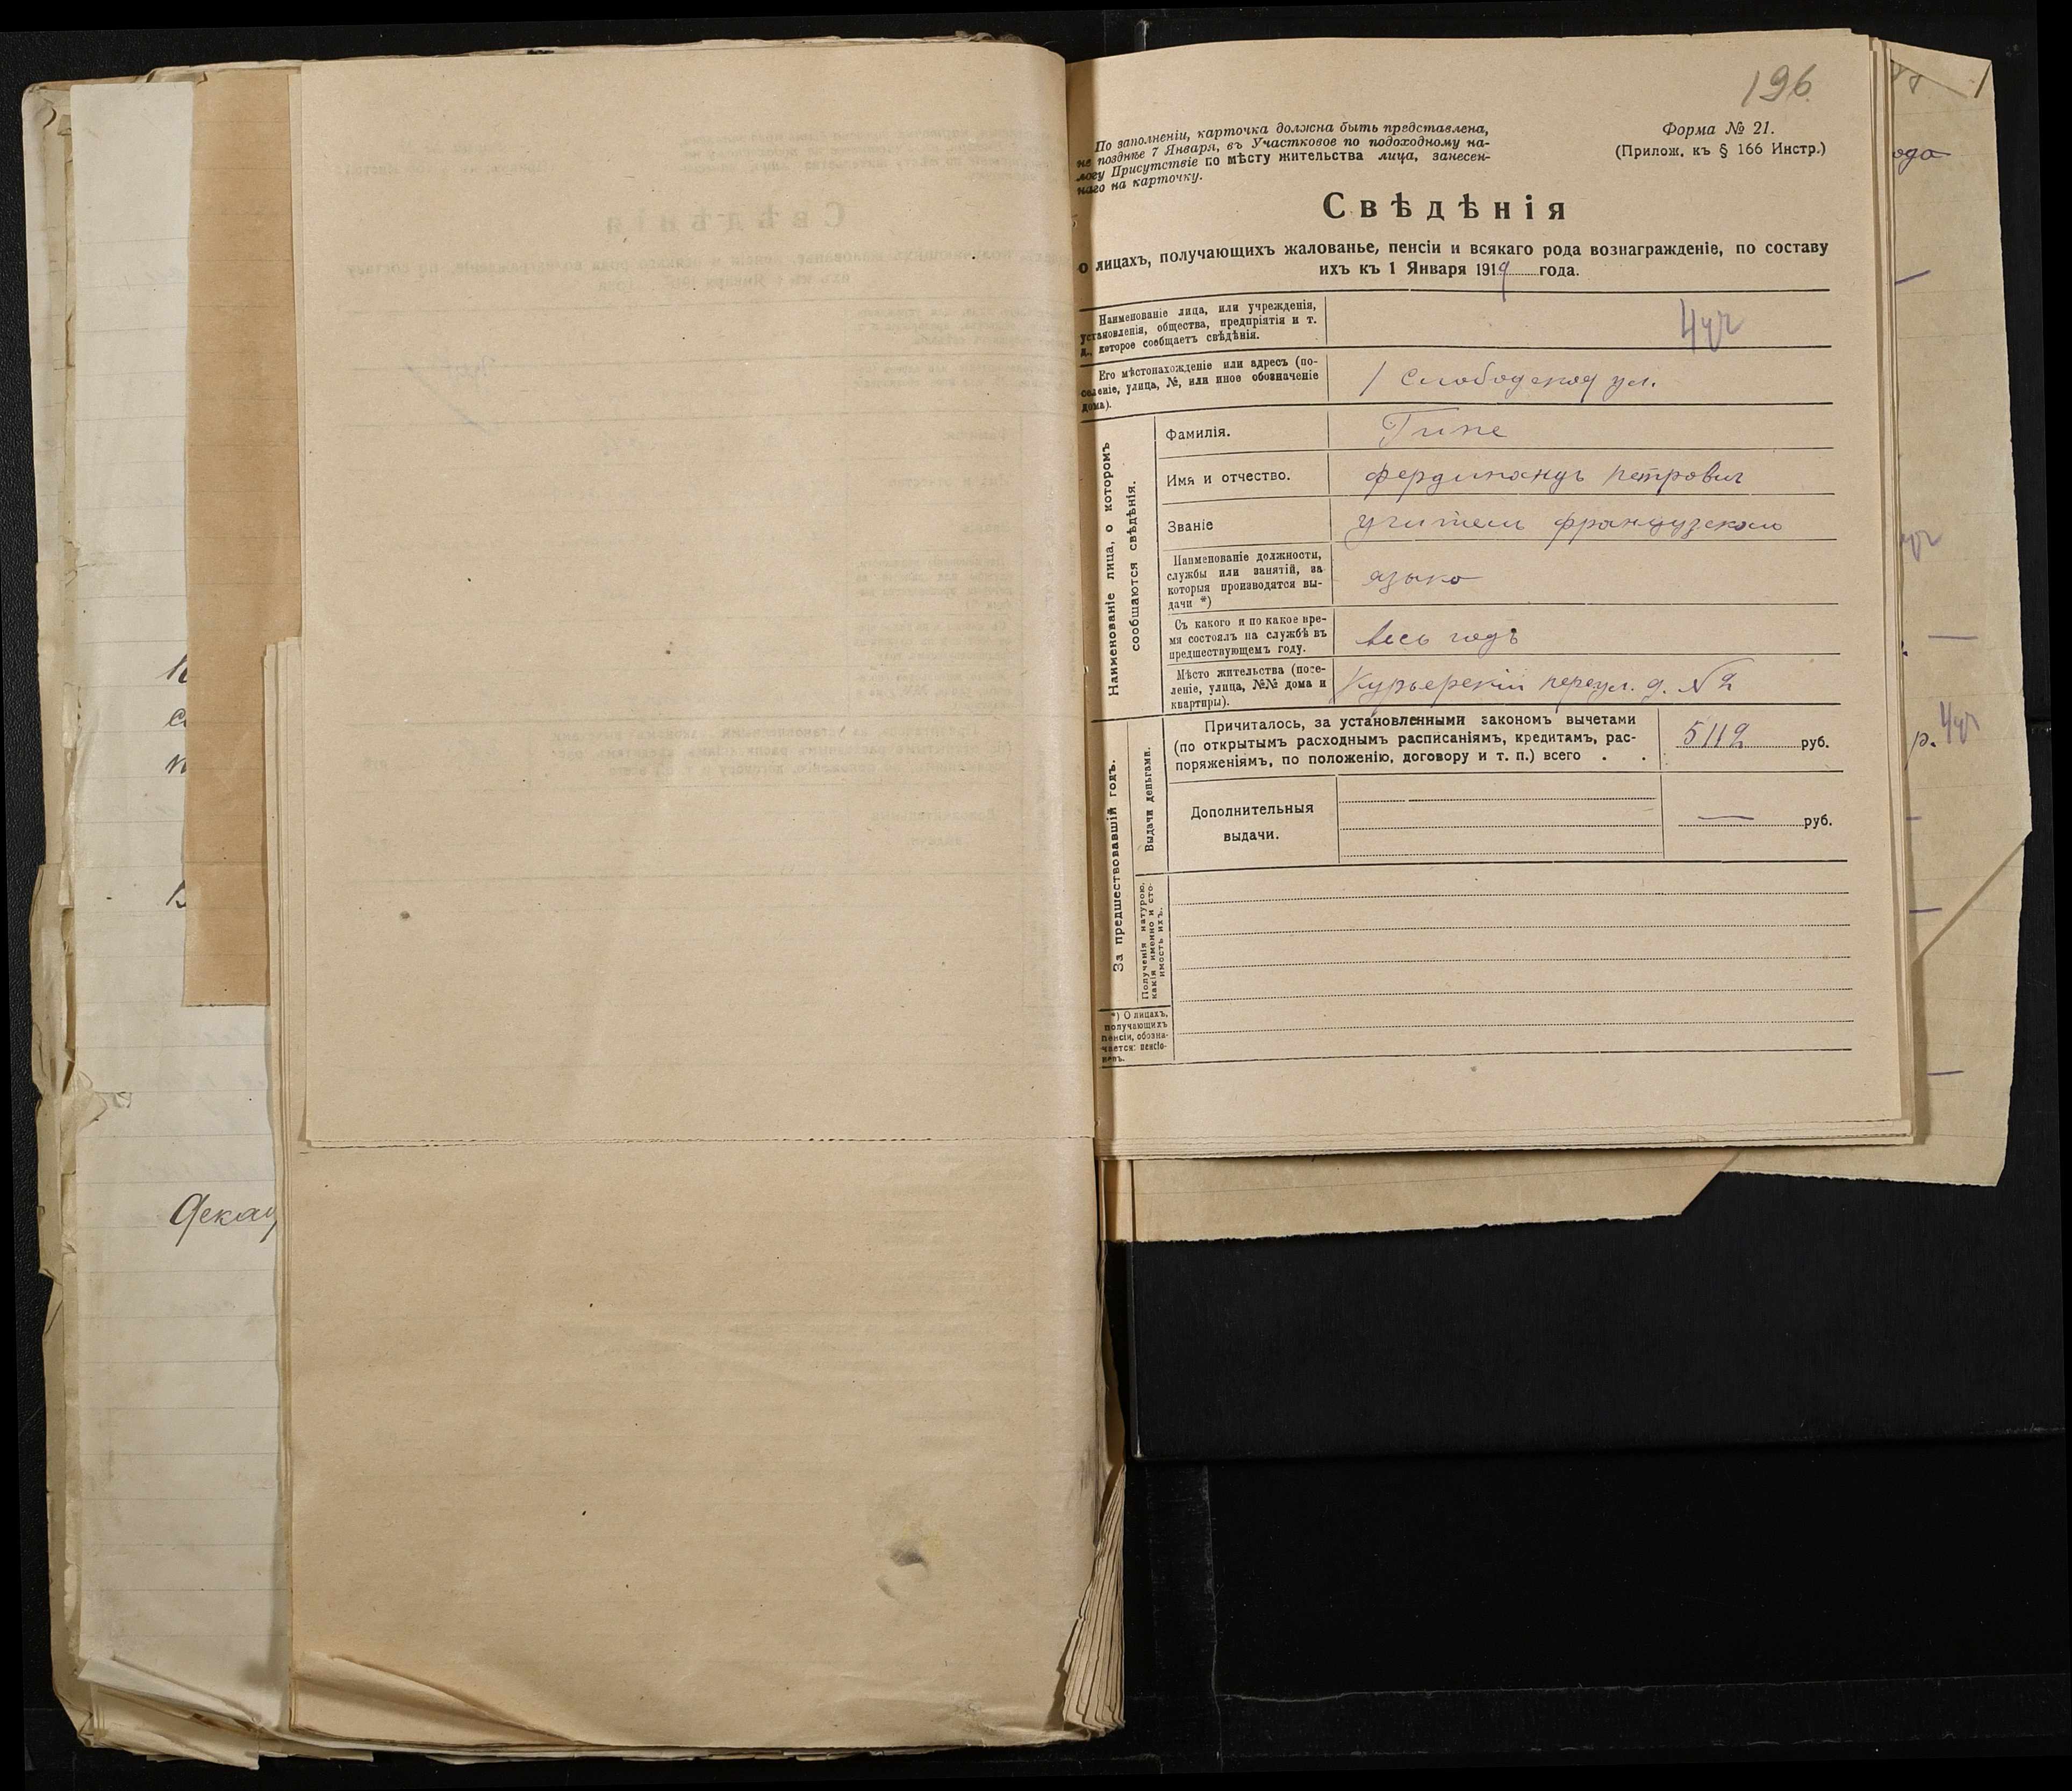 196
По заполненіи, карточка должна быть представлена,
не позднѣе 7 Января, въ Участковое по подоходному на-
логу Присутствіе по мѣсту жительства лица, занесен-
наго на карточку.
Форма № 21.
(Прилож. къ § 166 Инстр.)
Свѣдѣнія
о лицахъ, получающихъ жалованье, пенсіи и всякаго рода вознагражденіе, по составу
ихъ къ 1 Января 1919 года.
Наименованіе лица, или учрежденія,
установленія, общества, предпріятія и т.
д., которое сообщаетъ свѣдѣнія.
4 уч
Его мѣстонахожденіе или адресъ (по-
селеніе, улица, №, или иное обозначеніе
дома).
1 Слободская ул.
Наименованіе лица, о которомъ
сообщаются свѣдѣнія.
Фамилія.
Гипе
Имя и отчество.
Фердинандъ Петровичъ
Званіе
учитель французскаго
Наименованіе должности,
службы или занятій, за
которыя производятся вы-
дачи *)
языка
Съ какого и по какое вре-
мя состоялъ на службѣ въ
предшествующемъ году.
весь годъ
Мѣсто жительства (посе-
леніе, улица, №№ дома и
квартиры).
Курьерскій переул. д. № 2
За предшествовавшій годъ.
Выдачи деньгами.
Причиталось, за установленными закономъ вычетами
(по открытымъ расходнымъ расписаніямъ, кредитамъ, рас-
поряженіямъ, по положенію, договору и т. п.) всего . .
5112 руб.
Дополнительныя
выдачи.
— руб.
Полученія натурою,
какія именно и сто-
имость ихъ.
*) О лицахъ,
получающихъ
пенсіи, обозна-
чается: пенсіо-
неръ.
ода
р. 4 уч
Декащ